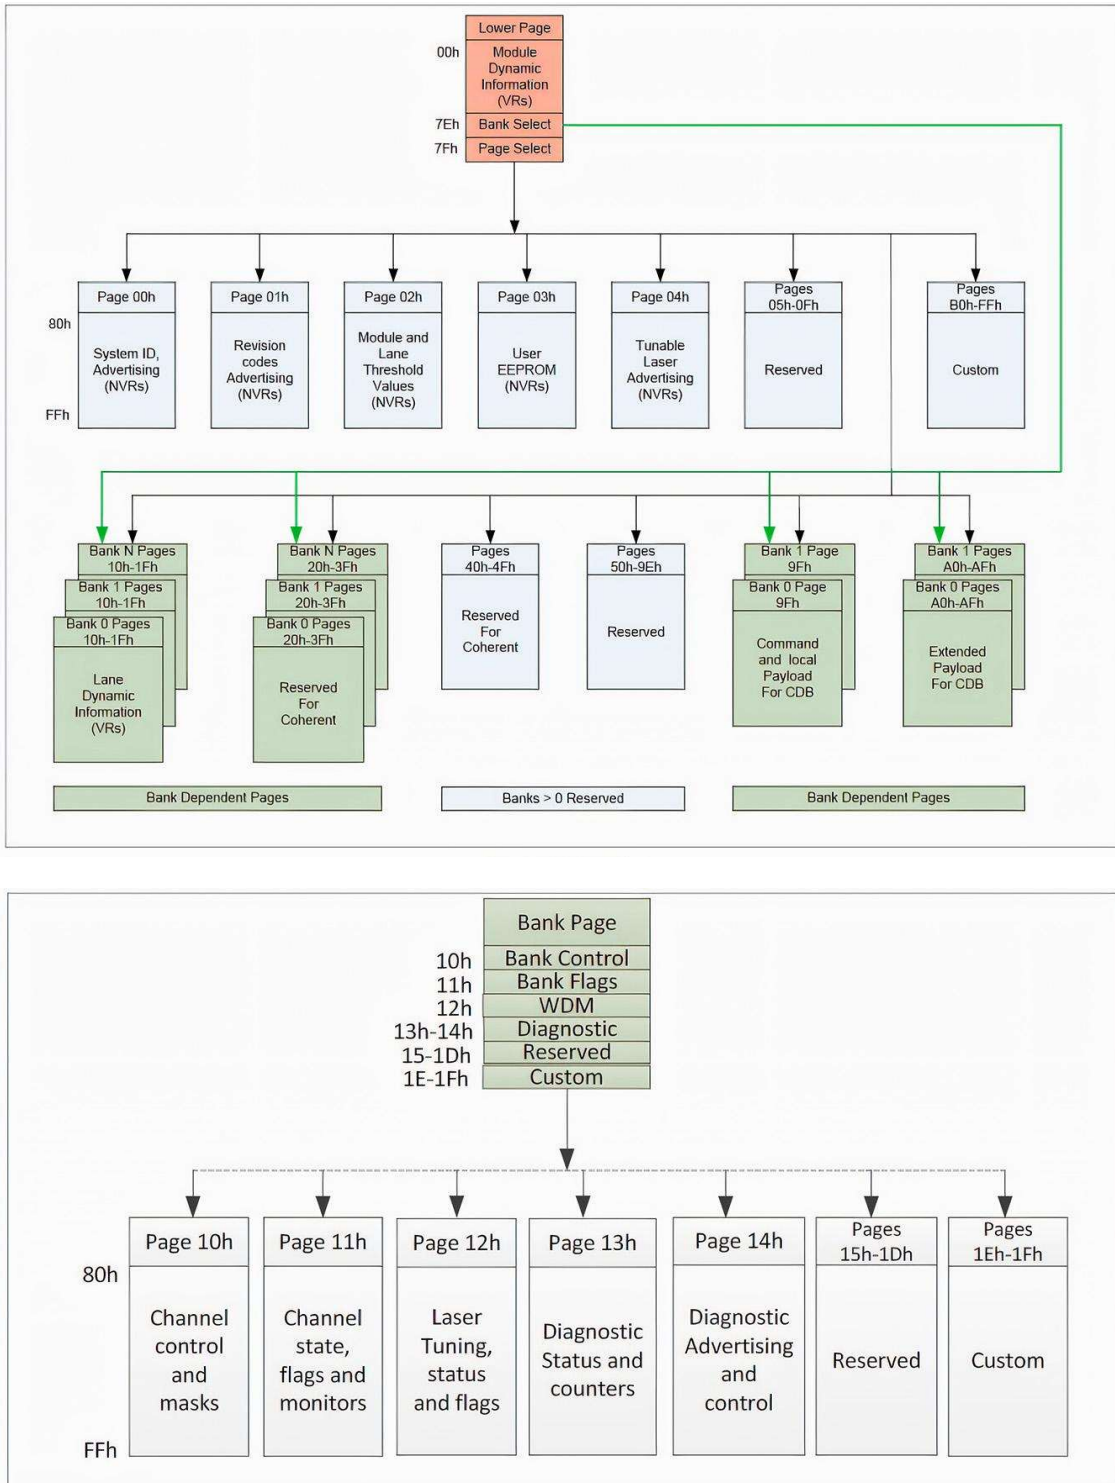 Lower Page
00h
Module
Dynamic
Information
(VRs)
7Eh
Bank Select
7Fh
Page Select
Page 00h
Page 01h
Page 02h
Page 03h
Page 04h
Pages
05h-0Fh
Pages
B0h-FFh
80h
System ID,
Advertising
(NVRs)
Revision
codes
Advertising
(NVRs)
Module and
Lane
Threshold
Values
(NVRs)
User
EEPROM
(NVRs)
Tunable
Laser
Advertising
(NVRs)
Reserved
Custom
FFh
Bank N Pages
10h-1Fh
Bank 1 Pages
10h-1Fh
Bank 0 Pages
10h-1Fh
Lane
Dynamic
Information
(VRs)
Bank N Pages
20h-3Fh
Bank 1 Pages
20h-3Fh
Bank 0 Pages
20h-3Fh
Reserved
For
Coherent
Pages
40h-4Fh
Reserved
For
Coherent
Pages
50h-9Eh
Reserved
Bank 1 Page
9Fh
Bank 0 Page
9Fh
Command
and local
Payload
For CDB
Bank 1 Pages
A0h-AFh
Bank 0 Pages
A0h-AFh
Extended
Payload
For CDB
Bank Dependent Pages
Banks > 0 Reserved
Bank Dependent Pages
Bank Page
10h
Bank Control
11h
Bank Flags
12h
WDM
13h-14h
Diagnostic
15-1Dh
Reserved
1E-1Fh
Custom
Page 10h
Page 11h
Page 12h
Page 13h
Page 14h
Pages
15h-1Dh
Pages
1Eh-1Fh
80h
Channel
control
and
masks
Channel
state,
flags and
monitors
Laser
Tuning,
status
and flags
Diagnostic
Status and
counters
Diagnostic
Advertising
and
control
Reserved
Custom
FFh